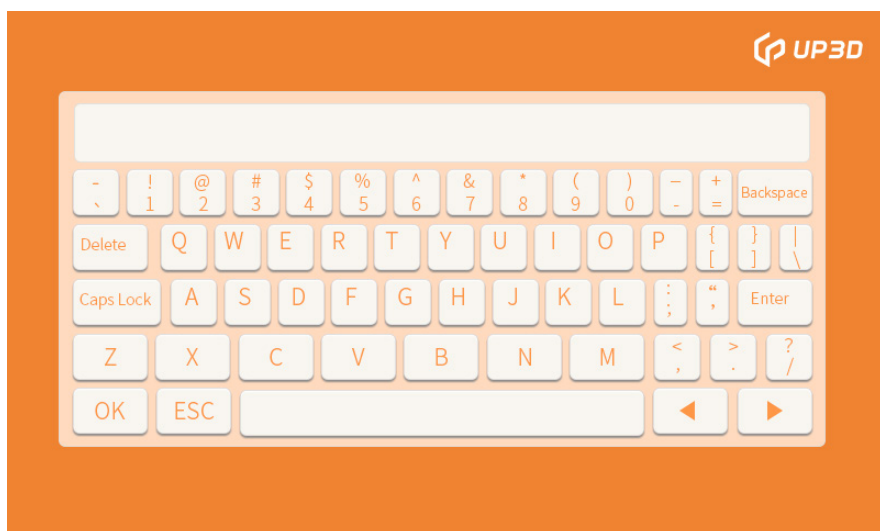 UP3D
- ! @ # $ % ^ & * ( ) — +
、 1 2 3 4 5 6 7 8 9 0 - = Backspace
Delete Q W E R T Y U I O P { } |
[ ] \
Caps Lock A S D F G H J K L : “ Enter
; ,
Z X C V B N M < > ?
, . /
OK ESC ◀ ▶